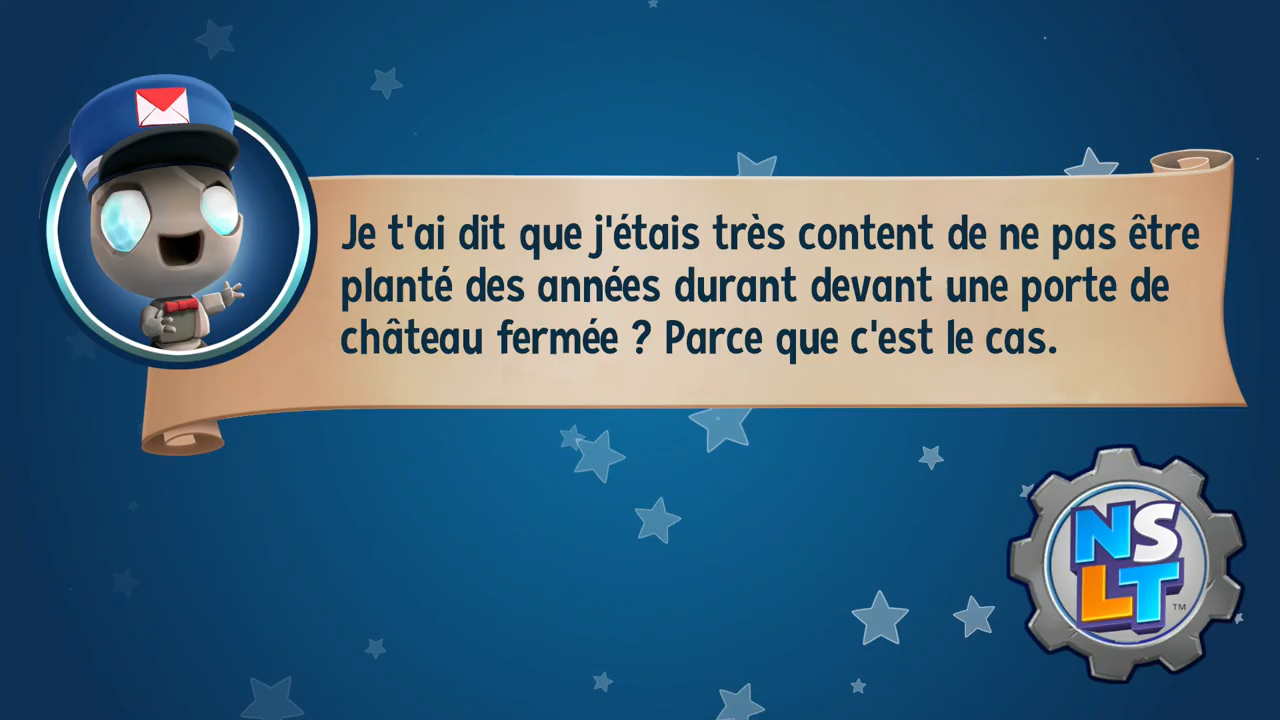 Je t'ai dit que j'étais très content de ne pas être
planté des années durant devant une porte de
château fermée ? Parce que c'est le cas.
NS
LT
TM